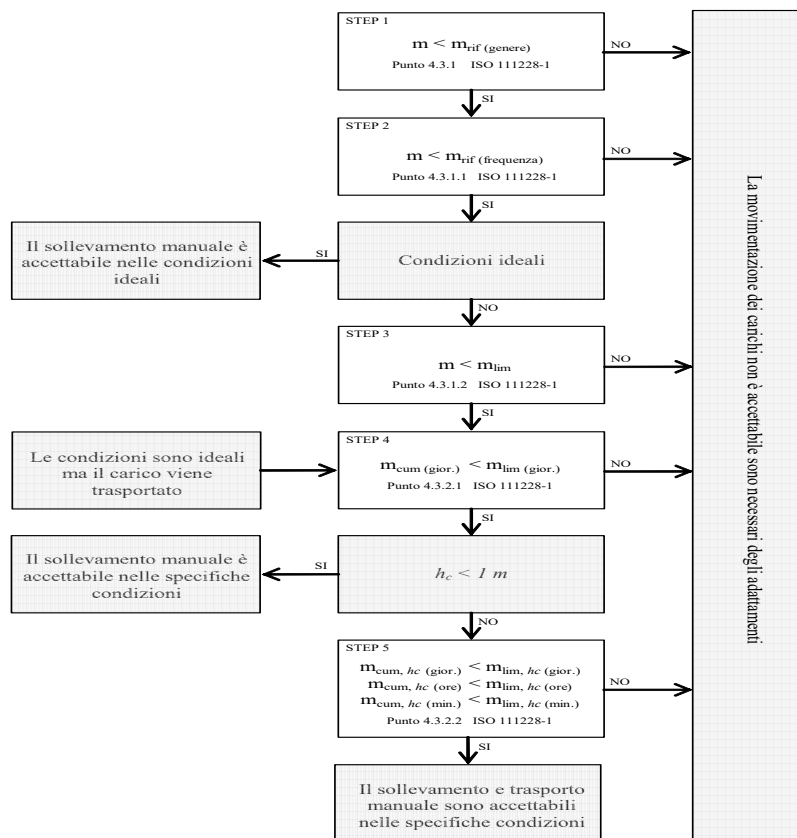 STEP 1
m < mrif (genere)
Punto 4.3.1 ISO 111228-1
NO
SI
STEP 2
m < mrif (frequenza)
Punto 4.3.1.1 ISO 111228-1
NO
SI
Il sollevamento manuale è
accettabile nelle condizioni
ideali
SI
Condizioni ideali
NO
STEP 3
m < mlim
Punto 4.3.1.2 ISO 111228-1
NO
SI
Le condizioni sono ideali
ma il carico viene
trasportato
STEP 4
mcum (gior.) < mlim (gior.)
Punto 4.3.2.1 ISO 111228-1
NO
SI
Il sollevamento manuale è
accettabile nelle specifiche
condizioni
SI
hc < 1 m
NO
STEP 5
mcum, hc (gior.) < mlim, hc (gior.)
mcum, hc (ore) < mlim, hc (ore)
mcum, hc (min.) < mlim, hc (min.)
Punto 4.3.2.2 ISO 111228-1
NO
SI
Il sollevamento e trasporto
manuale sono accettabili
nelle specifiche condizioni
La movimentazione dei carichi non è accettabile sono necessari degli adattamenti